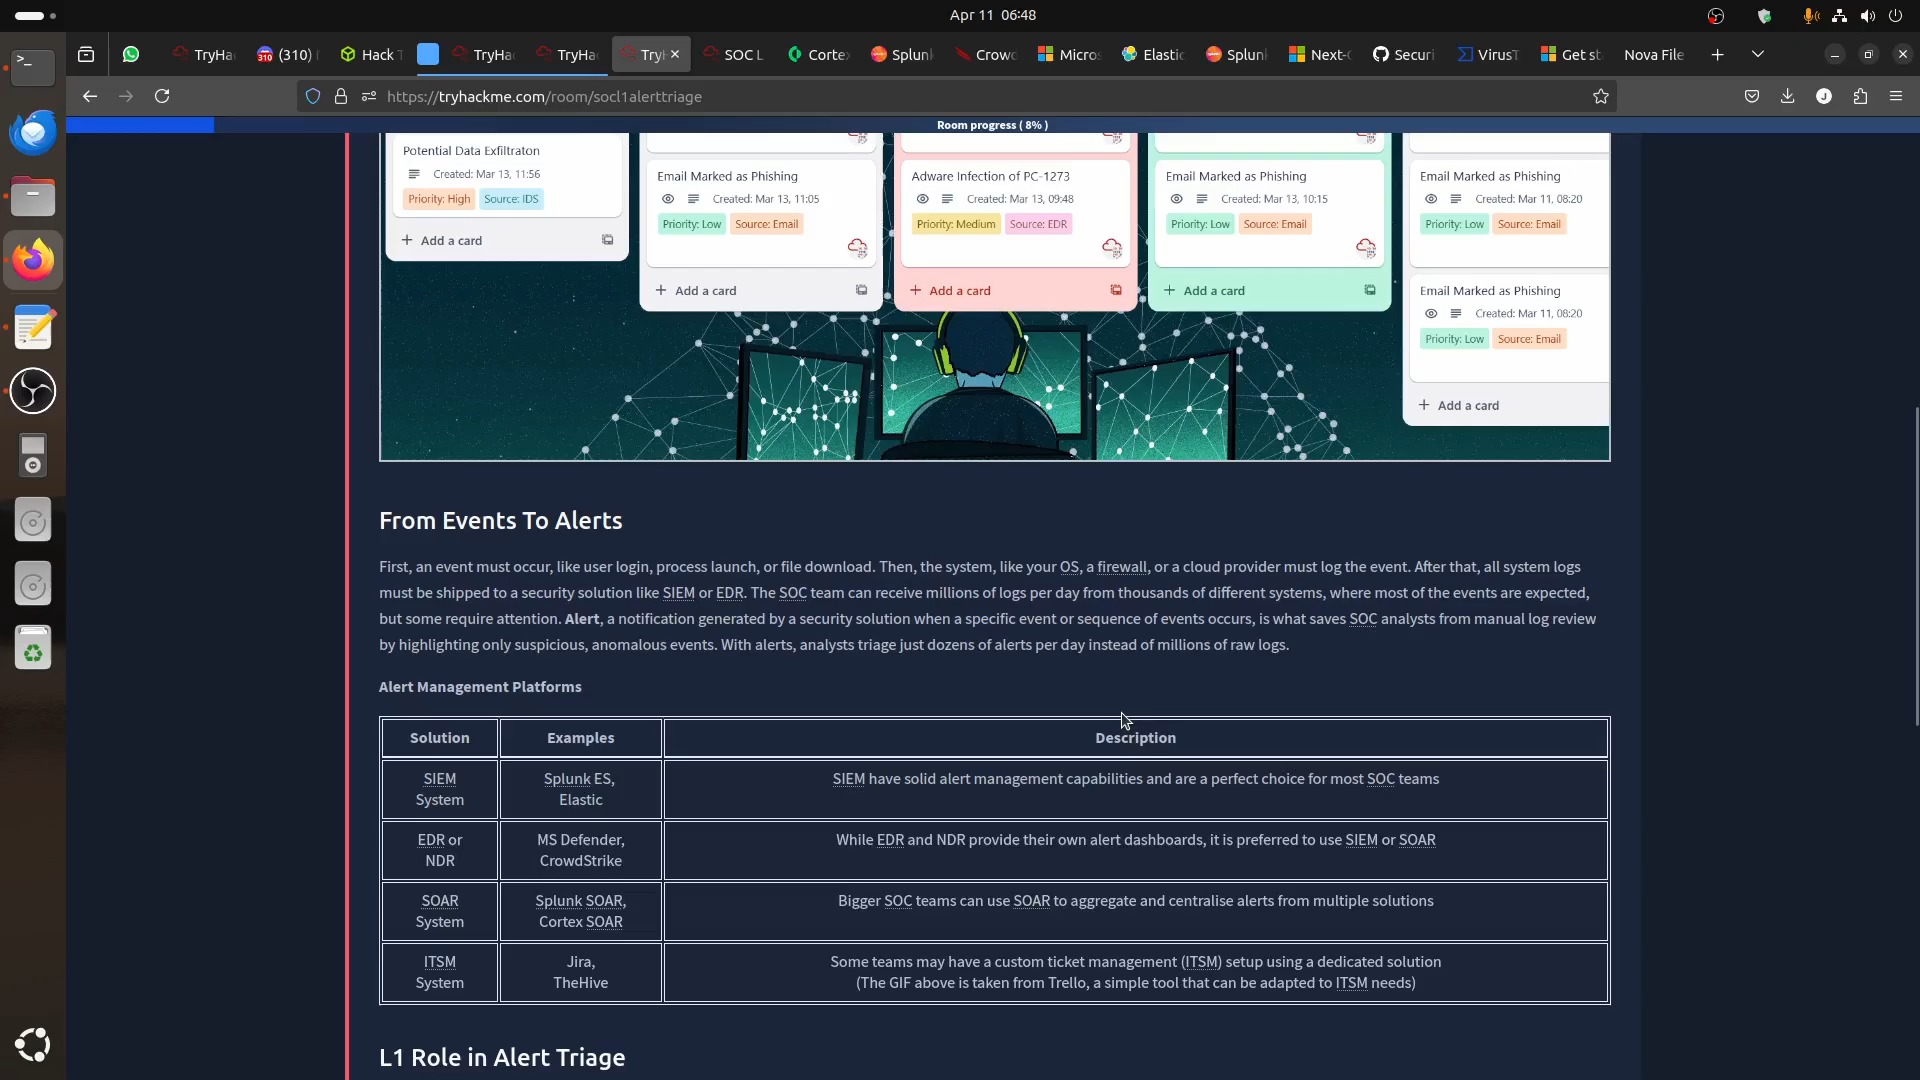 Apr 11 06:48
TryHa
(310)
Hack T
TryHa
TryHa
Try
SOC L
Corte
Splun
Crowd
Micros
Elastic
Splun
Next-
Securi
VirusT
Get st
Nova File
https://tryhackme.com/room/socl1alerttriage
Room progress ( 8% )
Potential Data Exfiltraton
Created: Mar 13, 11:56
Priority: High Source: IDS
+ Add a card
Email Marked as Phishing
Created: Mar 13, 11:05
Priority: Low Source: Email
+ Add a card
Adware Infection of PC-1273
Created: Mar 13, 09:48
Priority: Medium Source: EDR
+ Add a card
Email Marked as Phishing
Created: Mar 13, 10:15
Priority: Low Source: Email
+ Add a card
Email Marked as Phishing
Created: Mar 11, 08:20
Priority: Low Source: Email
Email Marked as Phishing
Created: Mar 11, 08:20
Priority: Low Source: Email
+ Add a card
From Events To Alerts
First, an event must occur, like user login, process launch, or file download. Then, the system, like your OS, a firewall, or a cloud provider must log the event. After that, all system logs
must be shipped to a security solution like SIEM or EDR. The SOC team can receive millions of logs per day from thousands of different systems, where most of the events are expected,
but some require attention. Alert, a notification generated by a security solution when a specific event or sequence of events occurs, is what saves SOC analysts from manual log review
by highlighting only suspicious, anomalous events. With alerts, analysts triage just dozens of alerts per day instead of millions of raw logs.
Alert Management Platforms
Solution Examples Description
SIEM
System
Splunk ES,
Elastic
SIEM have solid alert management capabilities and are a perfect choice for most SOC teams
EDR or
NDR
MS Defender,
CrowdStrike
While EDR and NDR provide their own alert dashboards, it is preferred to use SIEM or SOAR
SOAR
System
Splunk SOAR,
Cortex SOAR
Bigger SOC teams can use SOAR to aggregate and centralise alerts from multiple solutions
ITSM
System
Jira,
TheHive
Some teams may have a custom ticket management (ITSM) setup using a dedicated solution
(The GIF above is taken from Trello, a simple tool that can be adapted to ITSM needs)
L1 Role in Alert Triage